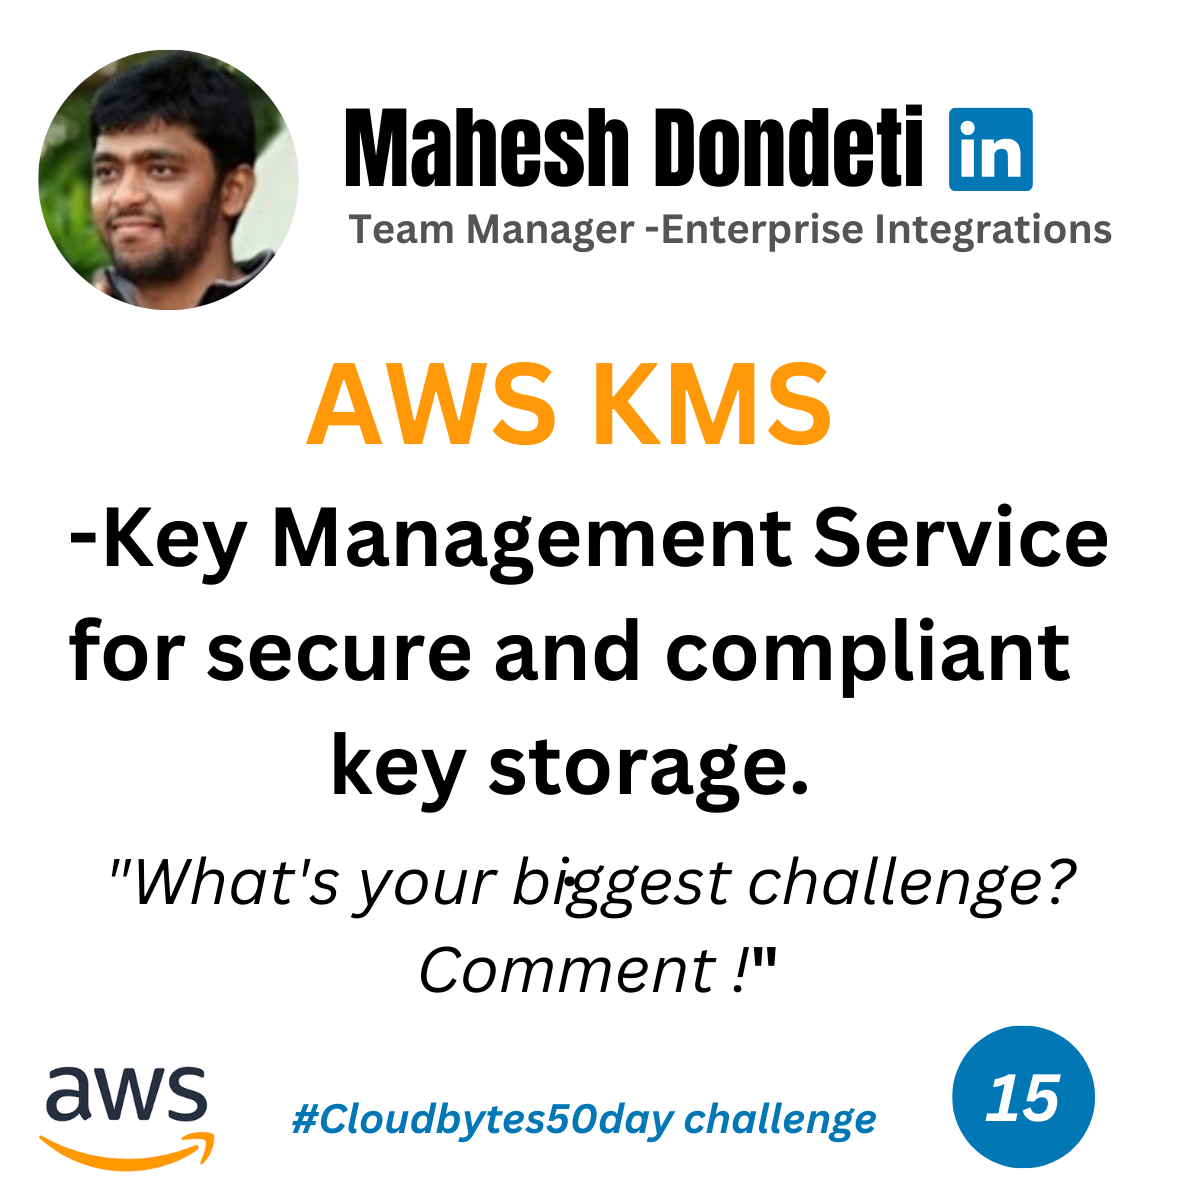 Mahesh Dondeti in
Team Manager -Enterprise Integrations
AWS KMS
-Key Management Service
for secure and compliant
key storage.
"What's your biggest challenge?
Comment !"
aws
#Cloudbytes50day challenge
15